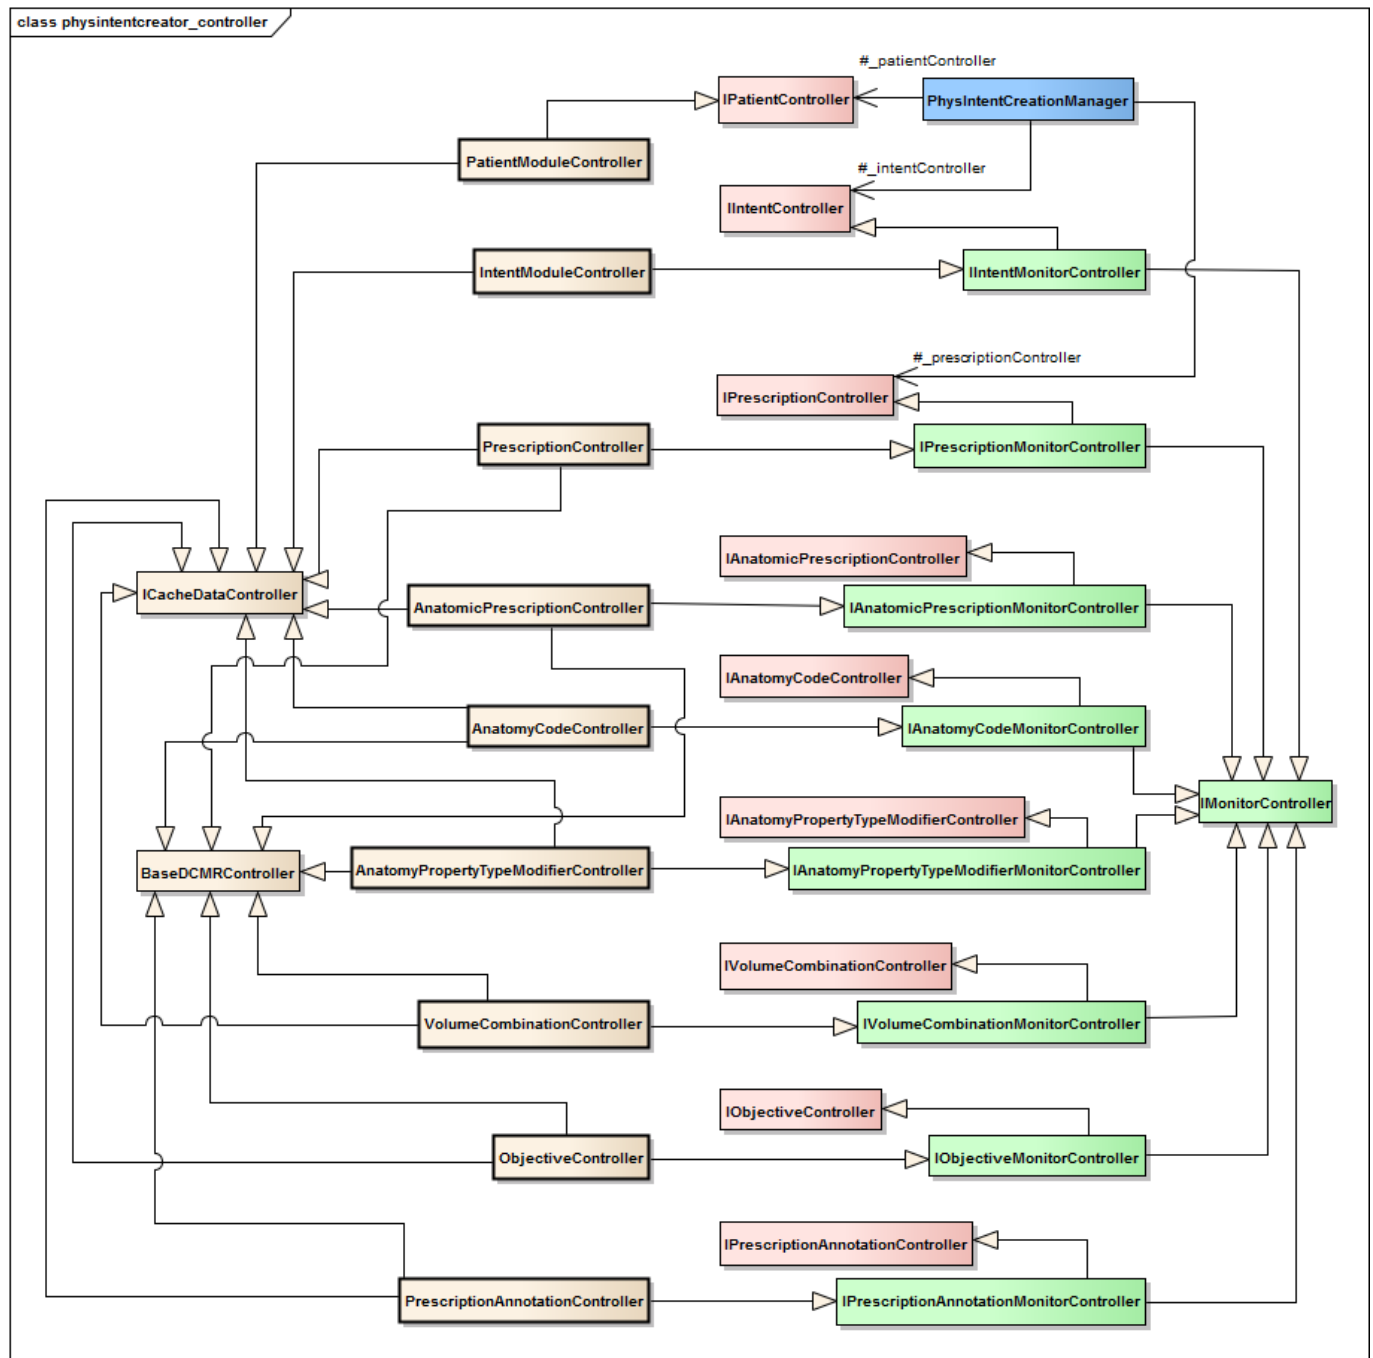 class physintentcreator_controller
#_patientController
IPatientController
PhysIntentCreationManager
PatientModuleController
#_intentController
IIntentController
IntentModuleController
IIntentMonitorController
#_prescriptionController
IPrescriptionController
PrescriptionController
IPrescriptionMonitorController
IAnatomicPrescriptionController
ICacheDataController
AnatomicPrescriptionController
IAnatomicPrescriptionMonitorController
IAnatomyCodeController
AnatomyCodeController
IAnatomyCodeMonitorController
IMonitorController
IAnatomyPropertyTypeModifierController
BaseDCMRController
AnatomyPropertyTypeModifierController
IAnatomyPropertyTypeModifierMonitorController
IVolumeCombinationController
VolumeCombinationController
IVolumeCombinationMonitorController
IObjectiveController
ObjectiveController
IObjectiveMonitorController
IPrescriptionAnnotationController
PrescriptionAnnotationController
IPrescriptionAnnotationMonitorController